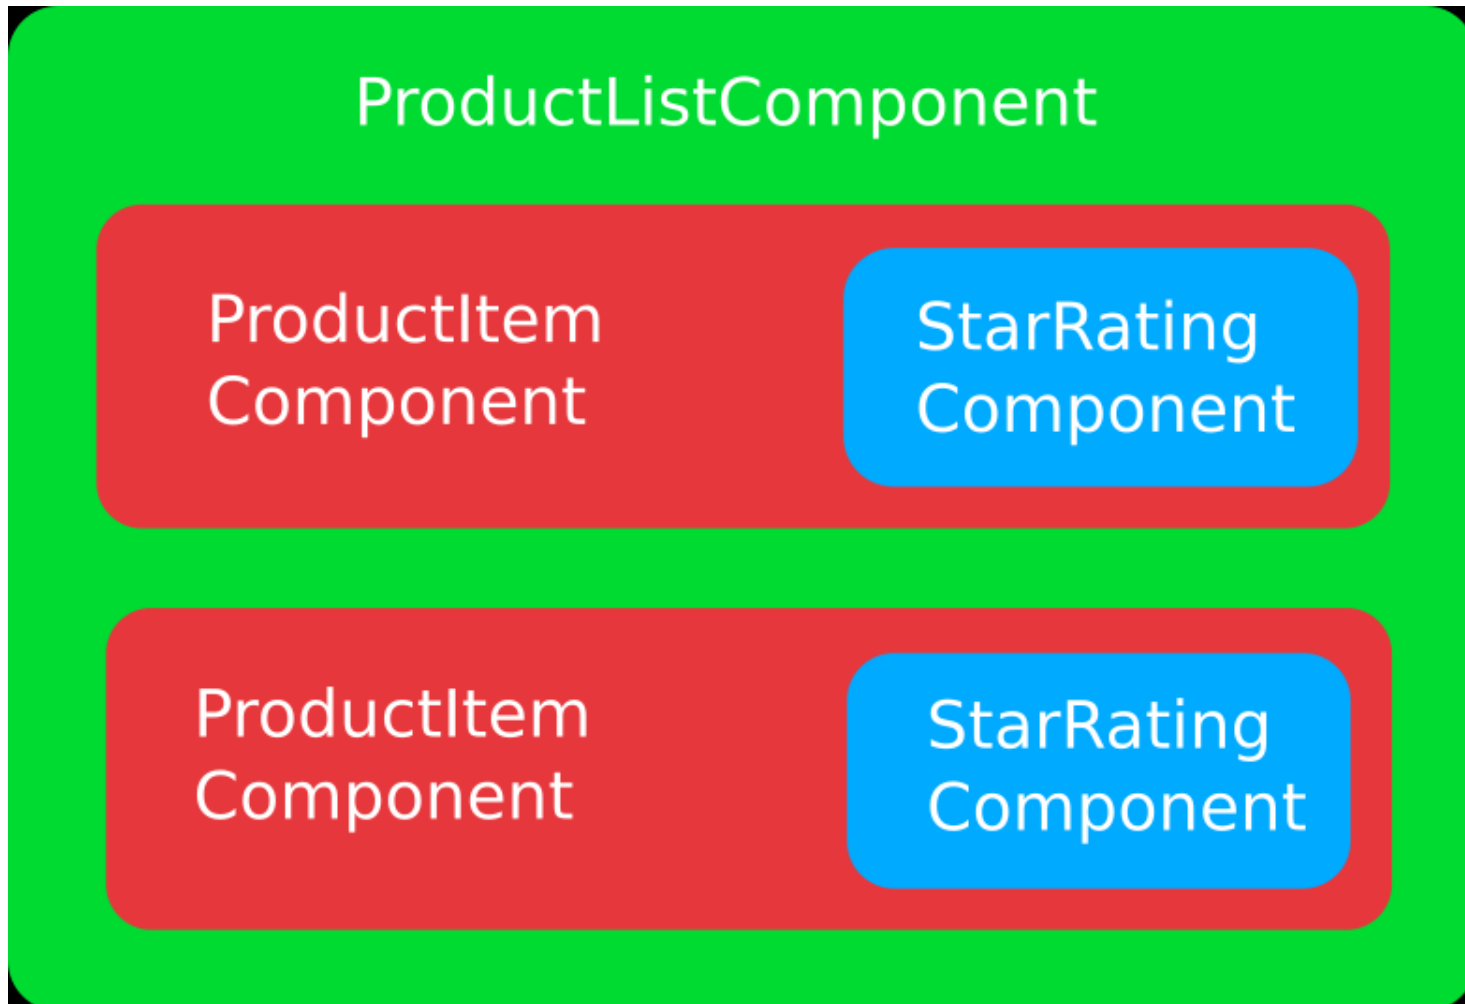 ProductListComponent
ProductItem
Component
StarRating
Component
ProductItem
Component
StarRating
Component